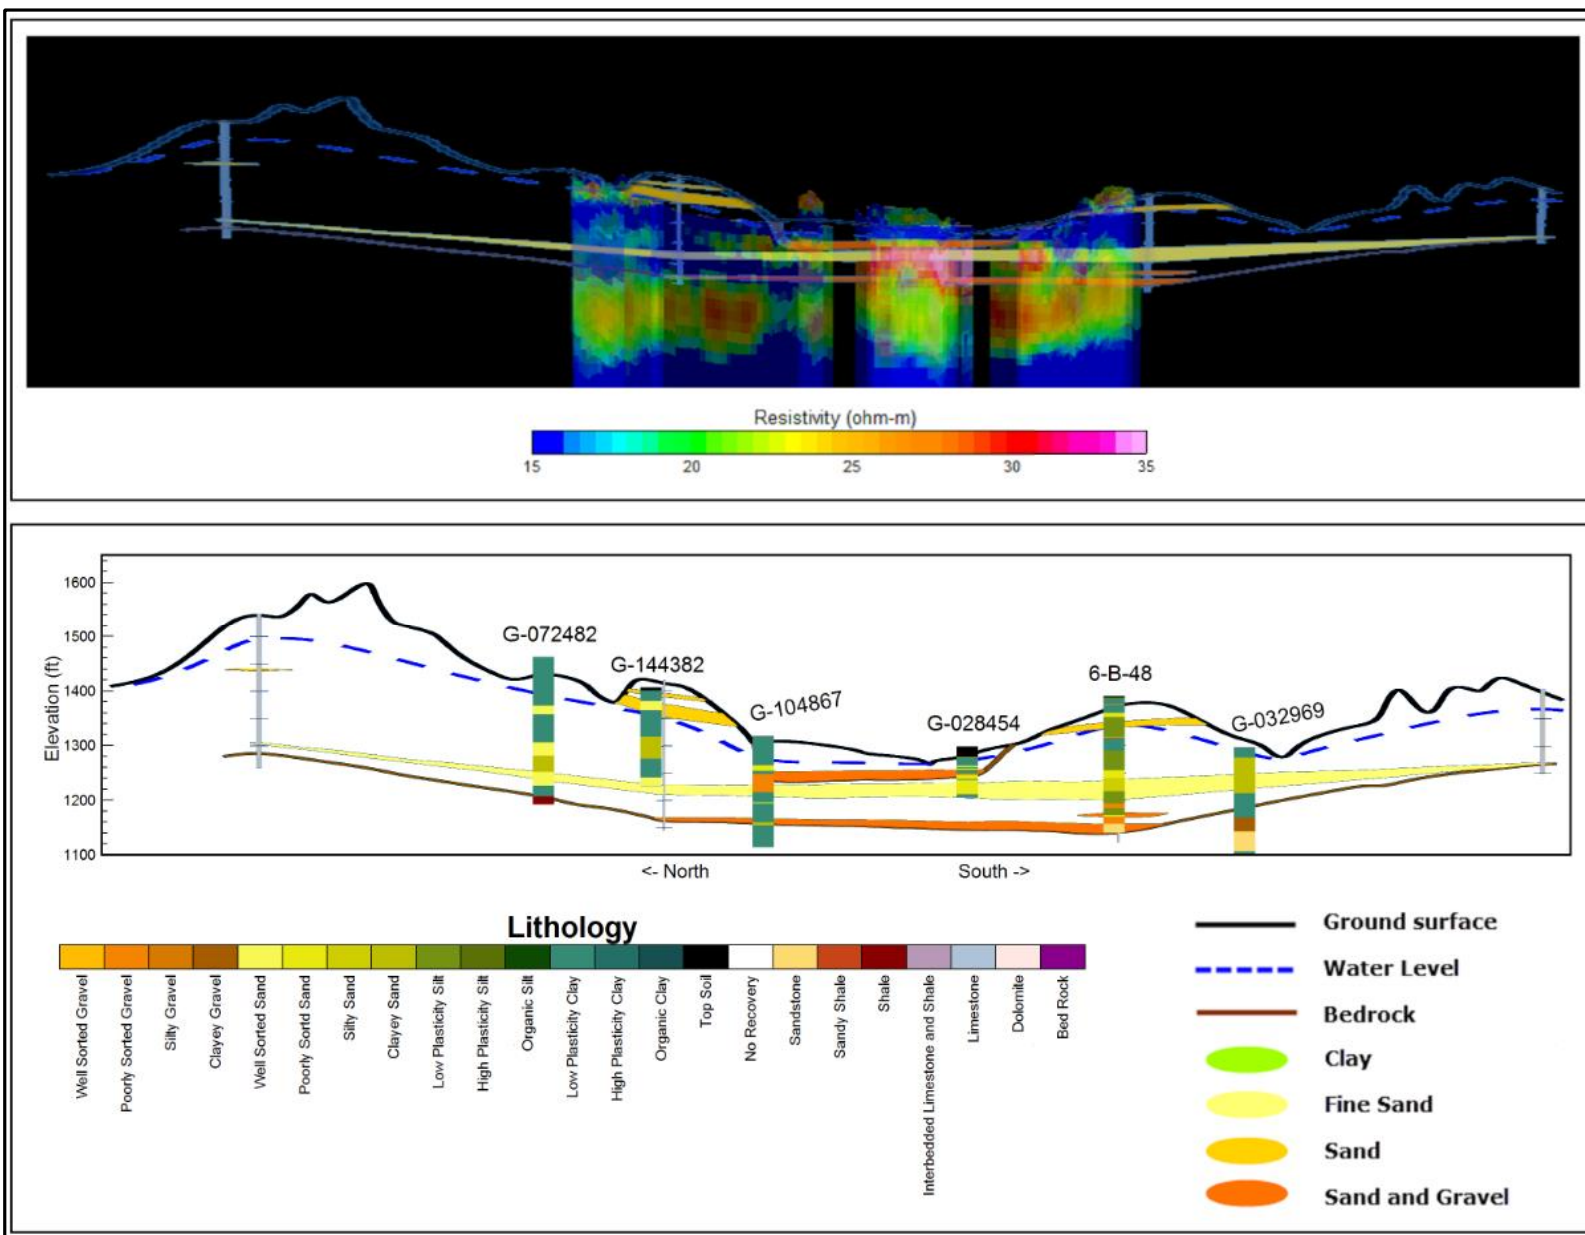 Resistivity (ohm-m)
15 20 25 30 35
Elevation (ft)
1600
1500
1400
1300
1200
1100
G-072482
G-144382
G-104867
G-028454
6-B-48
G-032969
<- North
South ->
Lithology
Well Sorted Gravel
Poorly Sorted Gravel
Silty Gravel
Clayey Gravel
Well Sorted Sand
Poorly Sortd Sand
Silty Sand
Clayey Sand
Low Plasticity Silt
High Plasticity Silt
Organic Silt
Low Plasticity Clay
High Plasticity Clay
Organic Clay
Top Soil
No Recovery
Sandstone
Sandy Shale
Shale
Interbedded Limestone and Shale
Limestone
Dolomite
Bed Rock
Ground surface
Water Level
Bedrock
Clay
Fine Sand
Sand
Sand and Gravel